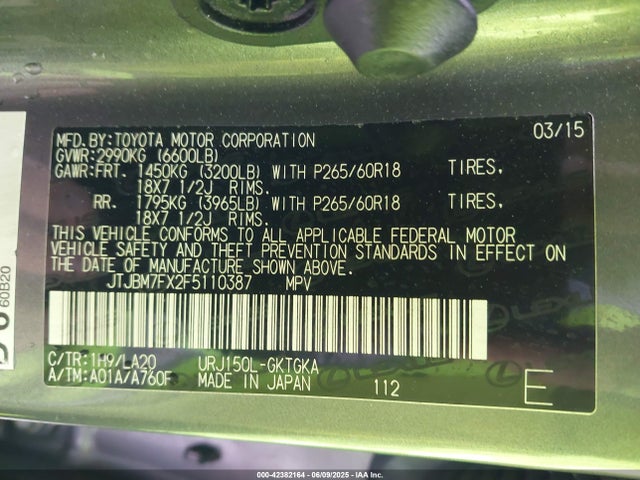 MFD.BY:TOYOTA MOTOR CORPORATION 03/15
GVWR:2990KG (6600LB)
GAWR:FRT. 1450KG (3200LB) WITH P265/60R18 TIRES,
18X7 1/2J RIMS.
RR. 1795KG (3965LB) WITH P265/60R18 TIRES,
18X7 1/2J RIMS.
THIS VEHICLE CONFORMS TO ALL APPLICABLE FEDERAL MOTOR
VEHICLE SAFETY AND THEFT PREVENTION STANDARDS IN EFFECT ON
THE DATE OF MANUFACTURE SHOWN ABOVE.
JTJBM7FX2F5110387 MPV
C/TR:1H9/LA20 URJ150L-GKTGKA
A/TM:A01A/A760F MADE IN JAPAN 112 E
60B20
LEXUS
000-42382164 - 06/09/2025 - IAA Inc.